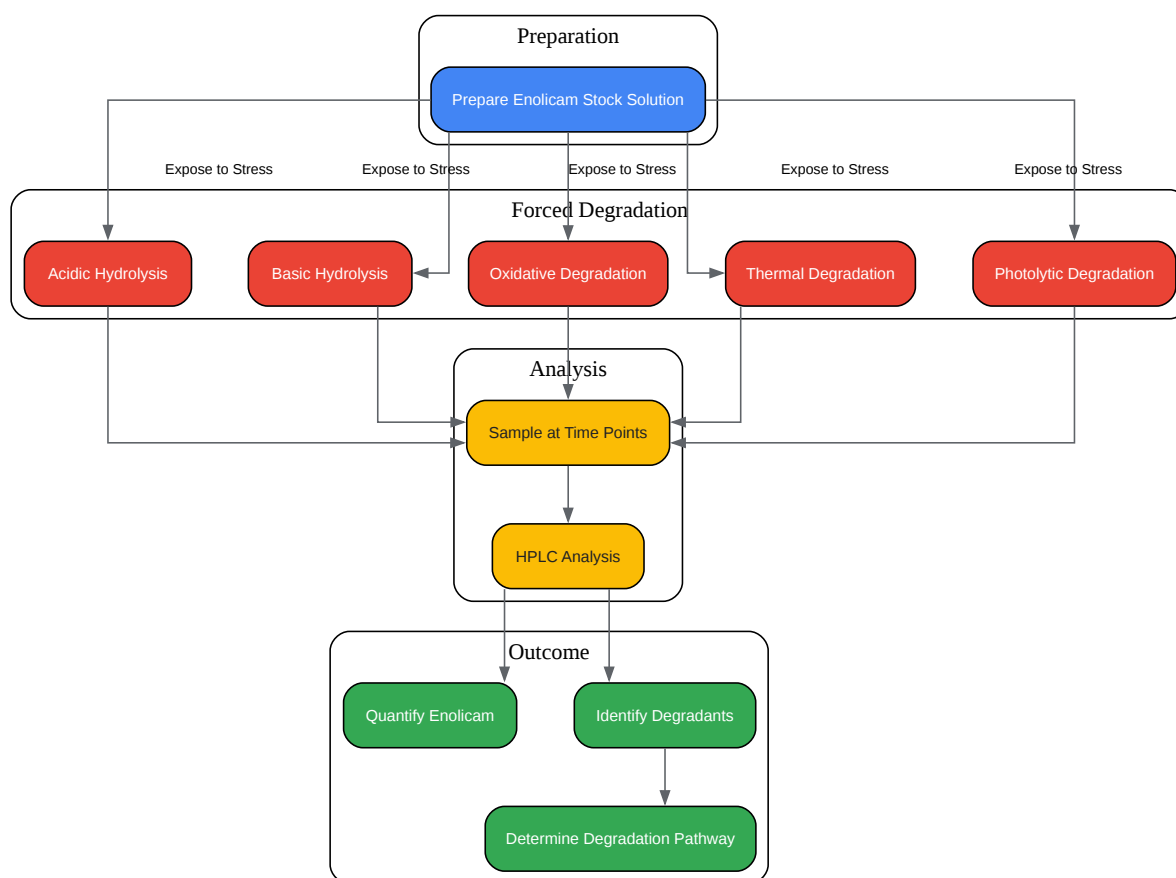 Preparation
Prepare Enolicam Stock Solution
Expose to Stress
Expose to Stress
Expose to Stress
Expose to Stress
Expose to Stress
Forced Degradation
Acidic Hydrolysis
Basic Hydrolysis
Oxidative Degradation
Thermal Degradation
Photolytic Degradation
Analysis
Sample at Time Points
HPLC Analysis
Outcome
Quantify Enolicam
Identify Degradants
Determine Degradation Pathway